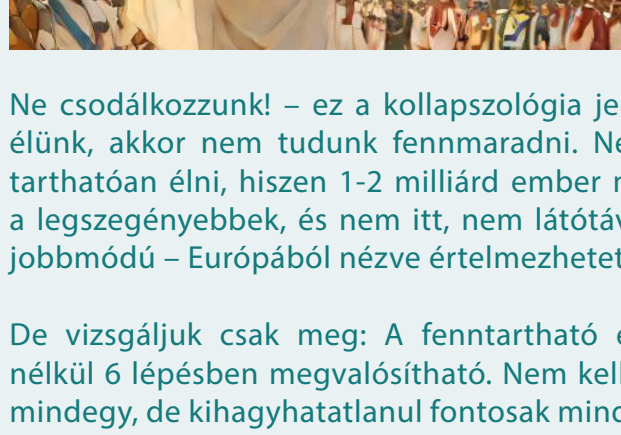 Ne csodálkozzunk! – ez a kollapszológia je
élünk, akkor nem tudunk fennmaradni. Ne
tarthatóan élni, hiszen 1-2 milliárd ember
a legszegényebbek, és nem itt, nem látótáv
jobbmódú – Európából nézve értelmezhetet
De vizsgáljuk csak meg: A fenntartható
nélkül 6 lépésben megvalósítható. Nem kell
mindegy, de kihagyhatatlanul fontosak mind